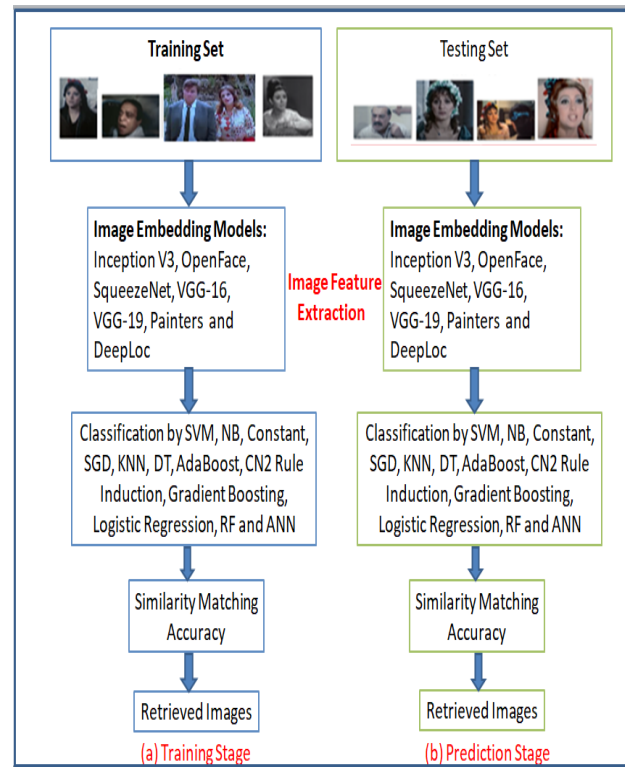 Training Set
Image Embedding Models:
Inception V3, OpenFace,
SqueezeNet, VGG-16,
VGG-19, Painters and
DeepLoc
Classification by SVM, NB, Constant,
SGD, KNN, DT, AdaBoost, CN2 Rule
Induction, Gradient Boosting,
Logistic Regression, RF and ANN
Similarity Matching
Accuracy
Retrieved Images
(a) Training Stage
Image Feature
Extraction
Testing Set
Image Embedding Models:
Inception V3, OpenFace,
SqueezeNet, VGG-16,
VGG-19, Painters and
DeepLoc
Classification by SVM, NB, Constant,
SGD, KNN, DT, AdaBoost, CN2 Rule
Induction, Gradient Boosting,
Logistic Regression, RF and ANN
Similarity Matching
Accuracy
Retrieved Images
(b) Prediction Stage